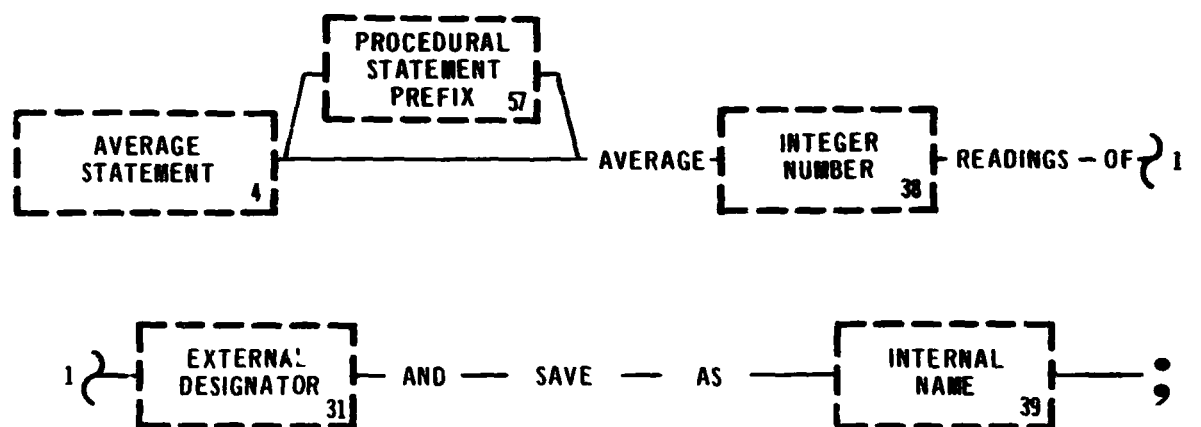 PROCEDURAL
STATEMENT
PREFIX 57
AVERAGE
STATEMENT
4
AVERAGE
INTEGER
NUMBER
38
READINGS — OF 1
1
EXTERNAL
DESIGNATOR
31
AND — SAVE — AS
INTERNAL
NAME
39
;